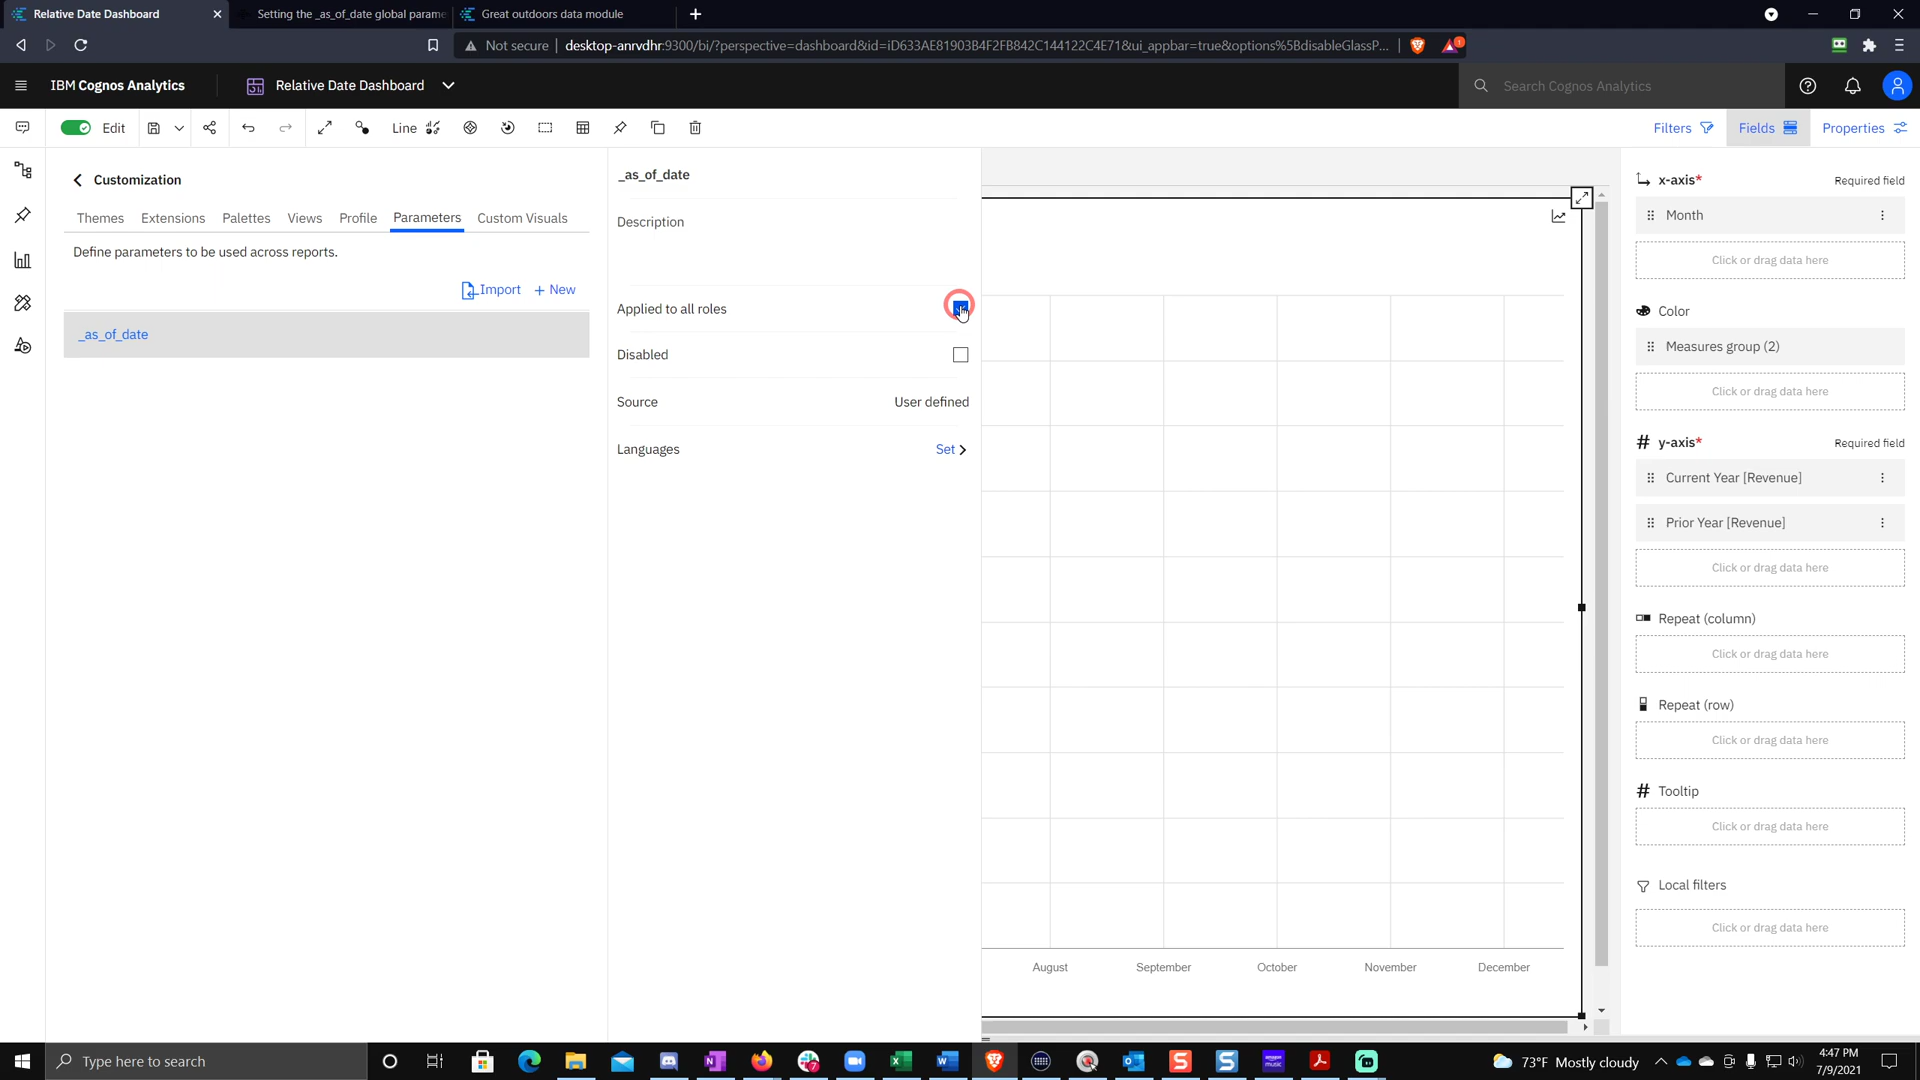 Relative Date Dashboard
Setting the _as_of_date global parame
Great outdoors data module
Not secure
desktop-anrvdhr:9300/bi/?perspective=dashboard&id=iD633AE81903B4F2FB842C144122C4E71&ui_appbar=true&options%5BdisableGlassP...
1
IBM Cognos Analytics
Relative Date Dashboard
Search Cognos Analytics
Edit
Line
Filters
Fields
Properties
Customization
Themes
Extensions
Palettes
Views
Profile
Parameters
Custom Visuals
Define parameters to be used across reports.
Import
+ New
_as_of_date
_as_of_date
Description
Applied to all roles
Disabled
Source
User defined
Languages
Set >
August
September
October
November
December
x-axis*
Required field
Month
Click or drag data here
Color
Measures group (2)
Click or drag data here
y-axis*
Required field
Current Year [Revenue]
Prior Year [Revenue]
Click or drag data here
Repeat (column)
Click or drag data here
Repeat (row)
Click or drag data here
Tooltip
Click or drag data here
Local filters
Click or drag data here
Type here to search
73°F Mostly cloudy
4:47 PM
7/9/2021